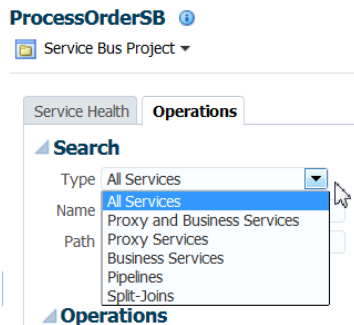 ProcessOrderSB
Service Bus Project
Service Health Operations
Search
Type All Services
All Services
Name
Proxy and Business Services
Path Proxy Services
Business Services
Pipelines
Split-Joins
Operations